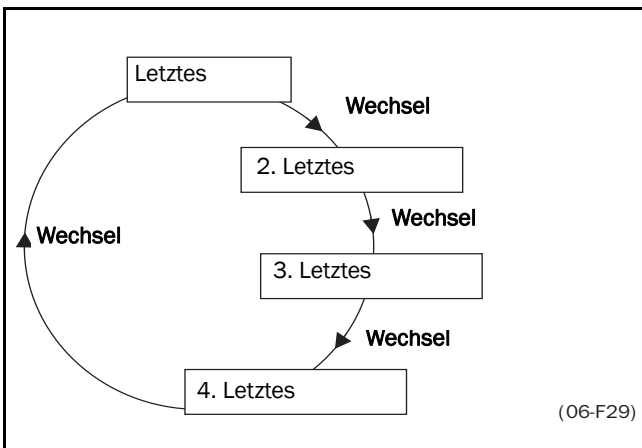 Letztes
Wechsel
2. Letztes
Wechsel
Wechsel
3. Letztes
Wechsel
4. Letztes
(06-F29)